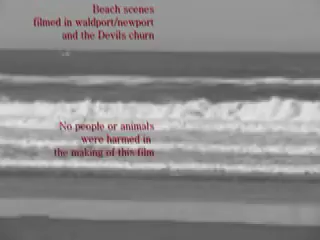 Beach scenes
filmed in waldport/newport
and the Devils churn
No people or animals
were harmed in
the making of this film